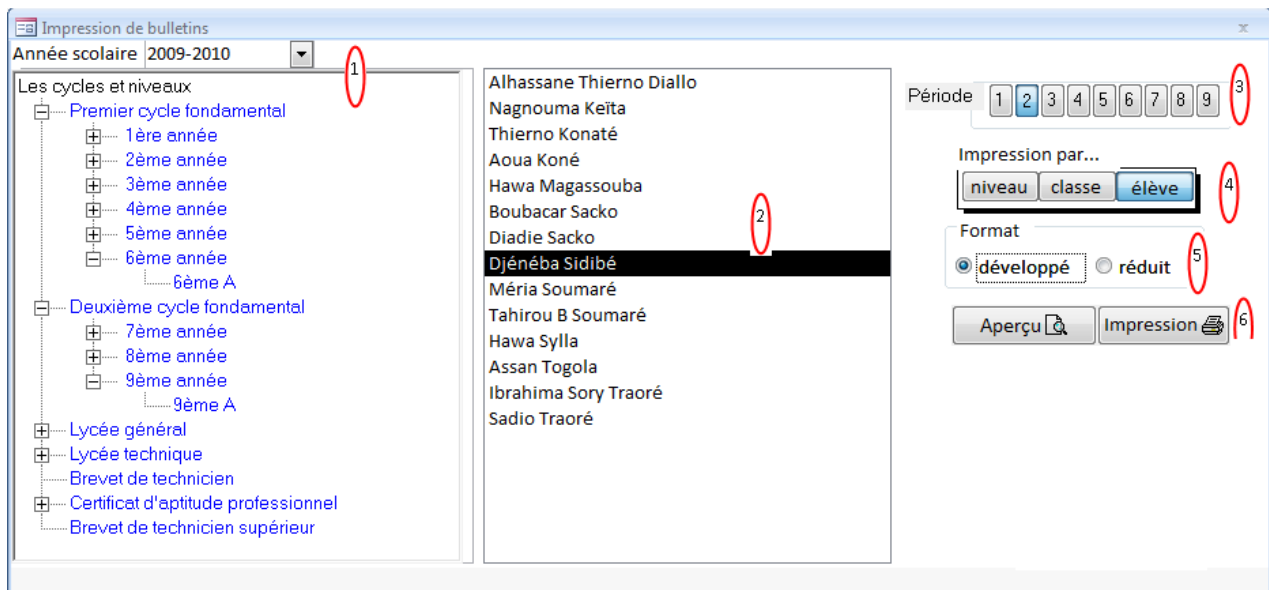 Impression de bulletins
x
Année scolaire 2009-2010
1
Les cycles et niveaux
Premier cycle fondamental
1ère année
2ème année
3ème année
4ème année
5ème année
6ème année
6ème A
Deuxième cycle fondamental
7ème année
8ème année
9ème année
9ème A
Lycée général
Lycée technique
Brevet de technicien
Certificat d'aptitude professionnel
Brevet de technicien supérieur
Alhassane Thierno Diallo
Nagnouma Keïta
Thierno Konaté
Aoua Koné
Hawa Magassouba
Boubacar Sacko
2
Diadie Sacko
Djénéba Sidibé
Méria Soumaré
Tahirou B Soumaré
Hawa Sylla
Assan Togola
Ibrahima Sory Traoré
Sadio Traoré
Période 1 2 3 4 5 6 7 8 9
3
Impression par...
niveau classe élève
4
Format
développé réduit
5
Aperçu Impression
6